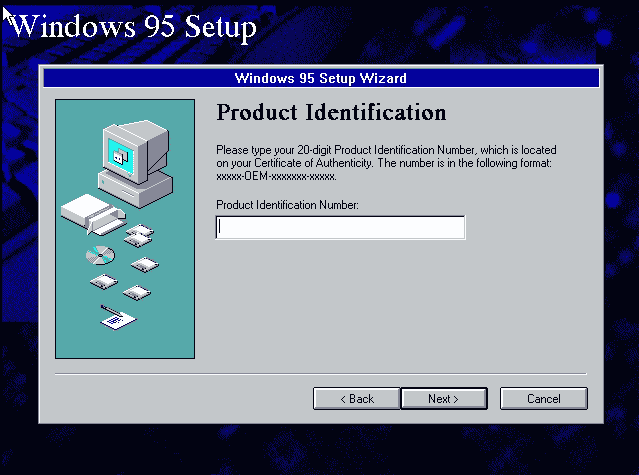 Windows 95 Setup
Windows 95 Setup Wizard
Product Identification
Please type your 20-digit Product Identification Number, which is located
on your Certificate of Authenticity. The number is in the following format:
xxxxx-OEM-xxxxxxx-xxxxx.
Product Identification Number:
< Back
Next >
Cancel